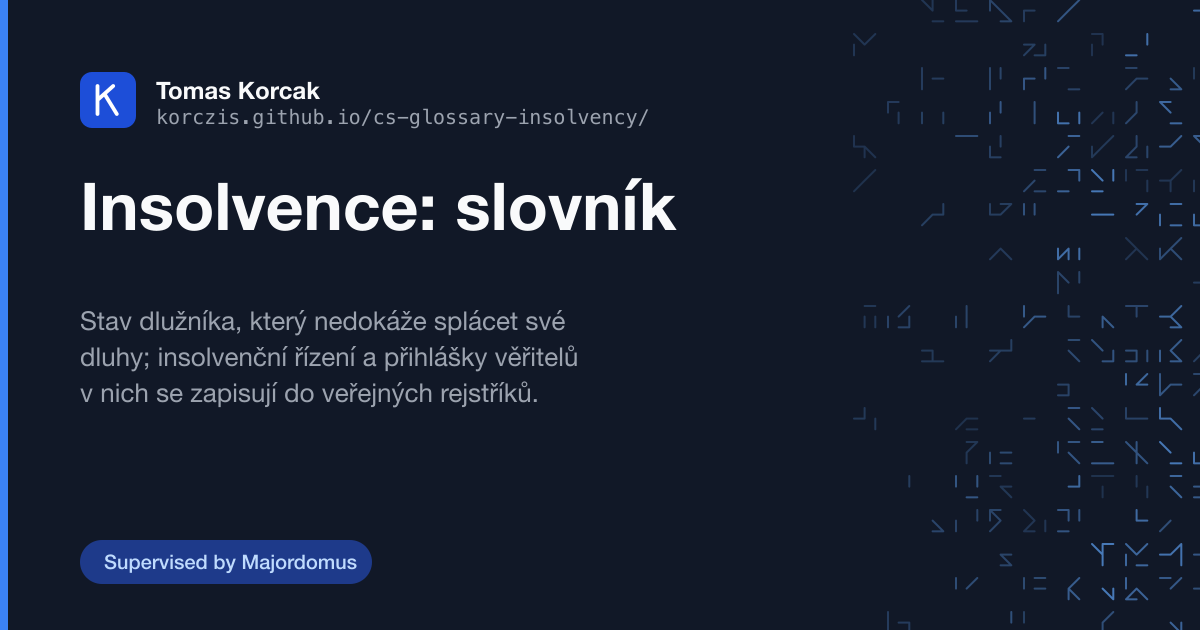 K
Tomas Korcak
korczis.github.io/cs-glossary-insolvency/
Insolvence: slovník
Stav dlužníka, který nedokáže splácet své
dluhy; insolvenční řízení a přihlášky věřitelů
v nich se zapisují do veřejných rejstříků.
Supervised by Majordomus